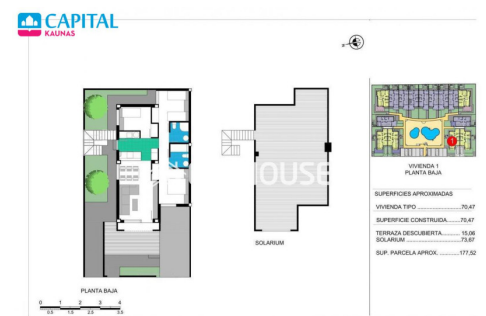 CAPITAL
KAUNAS
HOUSE
VIVIENDA 1
PLANTA BAJA
SUPERFICIES APROXIMADAS
VIVIENDA TIPO ................70,47
SUPERFICIE CONSTRUIDA.....70,47
TERRAZA DESCUBIERTA....... 15,06
SOLARIUM ......................73,67
SUP. PARCELA APROX. ..........177,52
SOLARIUM
PLANTA BAJA
0 1 2 3 4
0.5 1.5 2.5 3.5